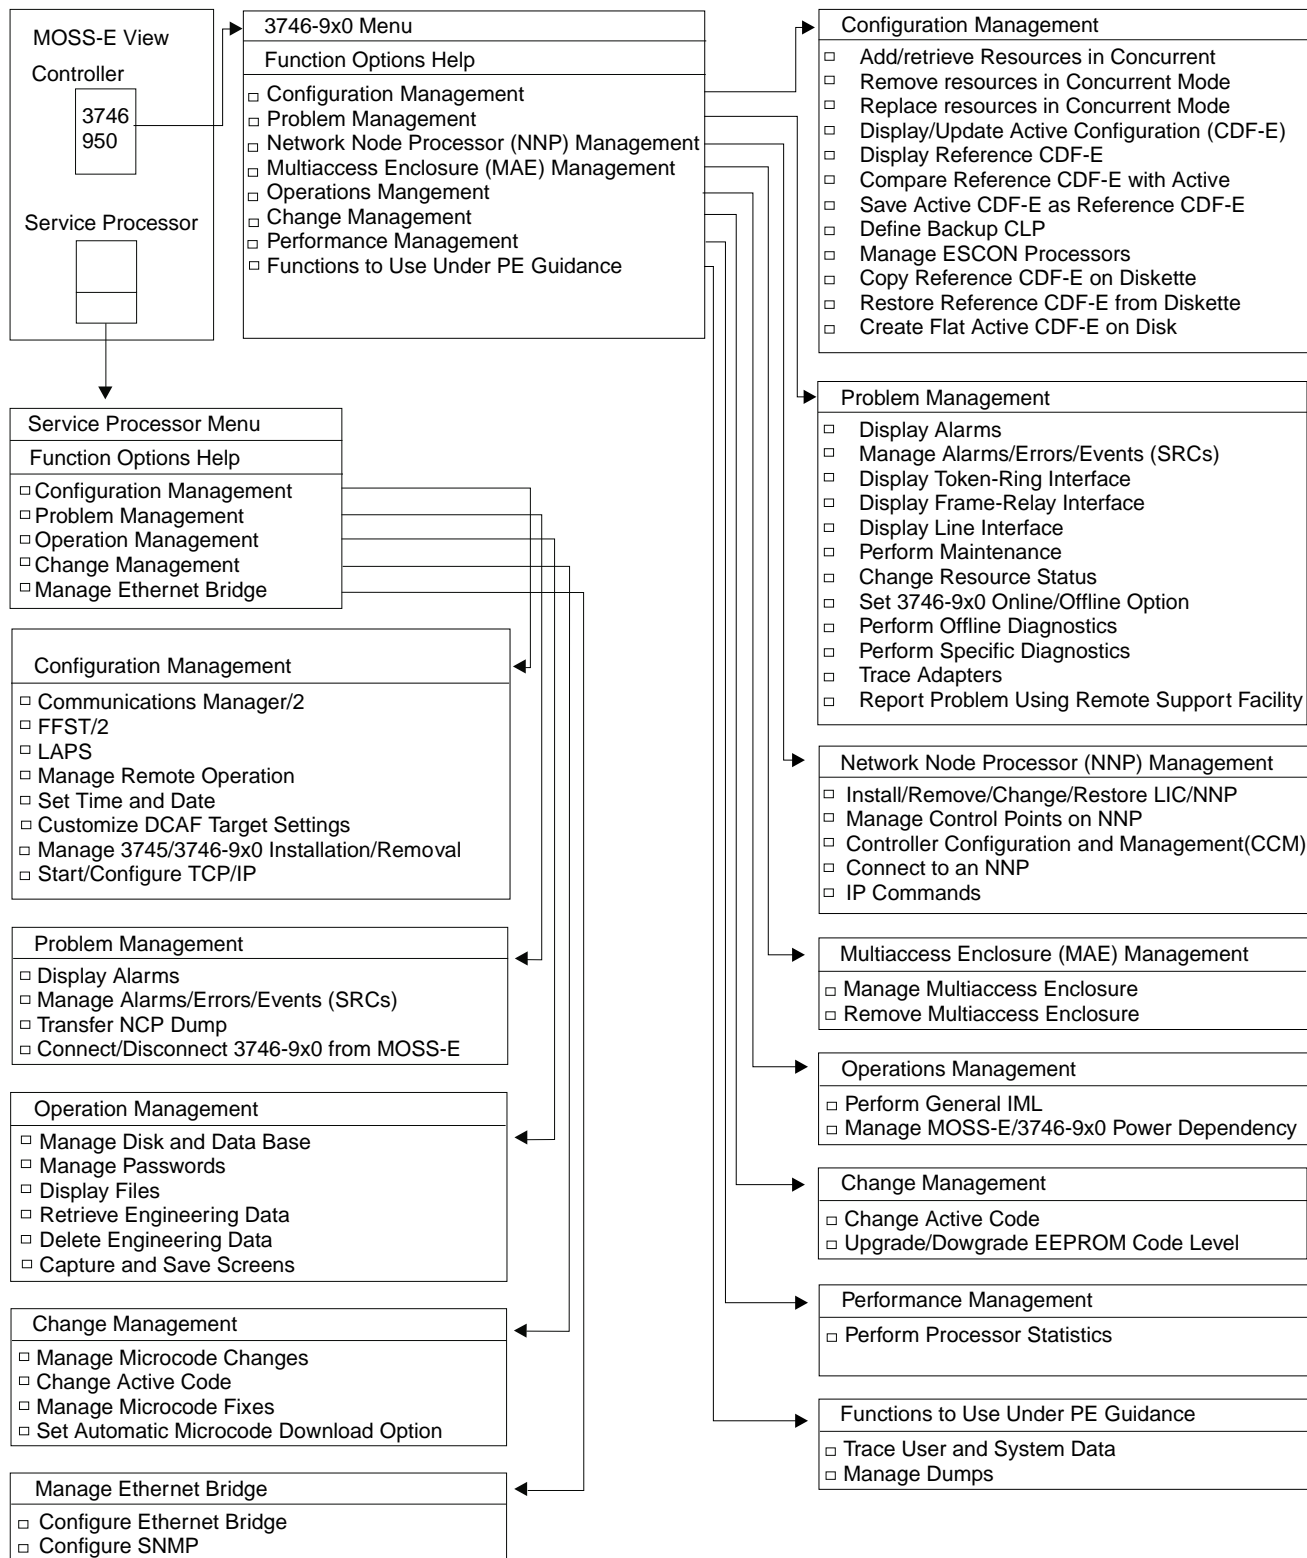 MOSS-E View
Controller
3746
950
Service Processor
3746-9x0 Menu
Function Options Help
Configuration Management
Problem Management
Network Node Processor (NNP) Management
Multiaccess Enclosure (MAE) Management
Operations Mangement
Change Management
Performance Management
Functions to Use Under PE Guidance
Service Processor Menu
Function Options Help
Configuration Management
Problem Management
Operation Management
Change Management
Manage Ethernet Bridge
Configuration Management
Communications Manager/2
FFST/2
LAPS
Manage Remote Operation
Set Time and Date
Customize DCAF Target Settings
Manage 3745/3746-9x0 Installation/Removal
Start/Configure TCP/IP
Problem Management
Display Alarms
Manage Alarms/Errors/Events (SRCs)
Transfer NCP Dump
Connect/Disconnect 3746-9x0 from MOSS-E
Operation Management
Manage Disk and Data Base
Manage Passwords
Display Files
Retrieve Engineering Data
Delete Engineering Data
Capture and Save Screens
Change Management
Manage Microcode Changes
Change Active Code
Manage Microcode Fixes
Set Automatic Microcode Download Option
Manage Ethernet Bridge
Configure Ethernet Bridge
Configure SNMP
Configuration Management
Add/retrieve Resources in Concurrent
Remove resources in Concurrent Mode
Replace resources in Concurrent Mode
Display/Update Active Configuration (CDF-E)
Display Reference CDF-E
Compare Reference CDF-E with Active
Save Active CDF-E as Reference CDF-E
Define Backup CLP
Manage ESCON Processors
Copy Reference CDF-E on Diskette
Restore Reference CDF-E from Diskette
Create Flat Active CDF-E on Disk
Problem Management
Display Alarms
Manage Alarms/Errors/Events (SRCs)
Display Token-Ring Interface
Display Frame-Relay Interface
Display Line Interface
Perform Maintenance
Change Resource Status
Set 3746-9x0 Online/Offline Option
Perform Offline Diagnostics
Perform Specific Diagnostics
Trace Adapters
Report Problem Using Remote Support Facility
Network Node Processor (NNP) Management
Install/Remove/Change/Restore LIC/NNP
Manage Control Points on NNP
Controller Configuration and Management(CCM)
Connect to an NNP
IP Commands
Multiaccess Enclosure (MAE) Management
Manage Multiaccess Enclosure
Remove Multiaccess Enclosure
Operations Management
Perform General IML
Manage MOSS-E/3746-9x0 Power Dependency
Change Management
Change Active Code
Upgrade/Dowgrade EEPROM Code Level
Performance Management
Perform Processor Statistics
Functions to Use Under PE Guidance
Trace User and System Data
Manage Dumps